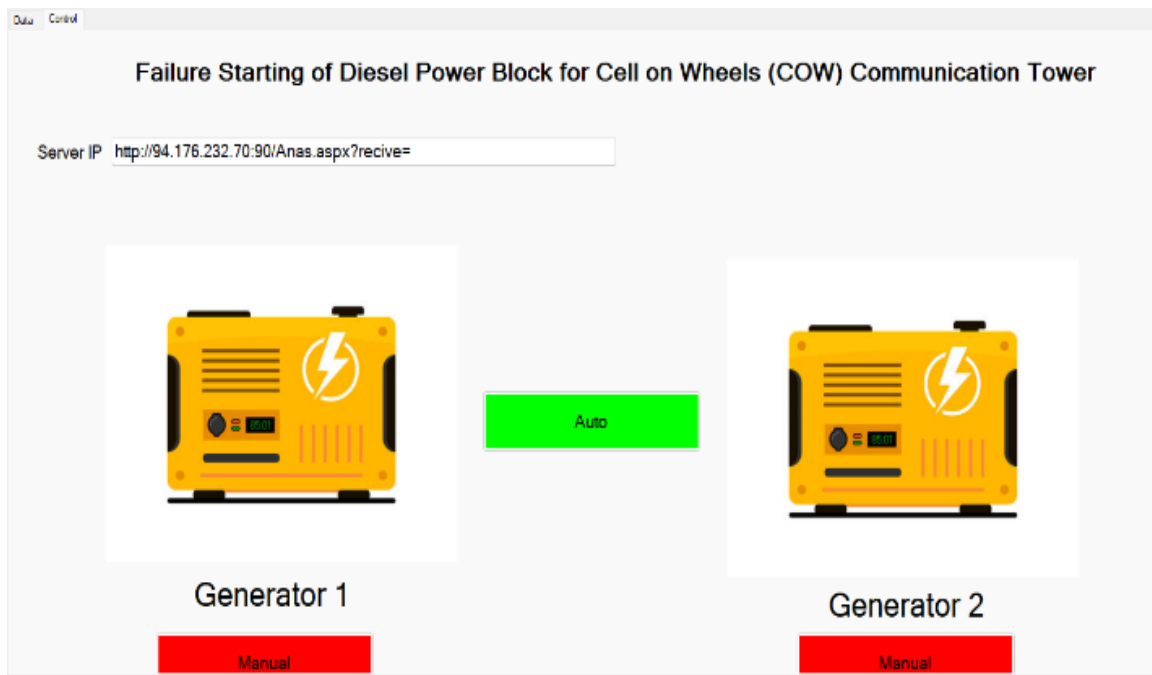 Data Control
Failure Starting of Diesel Power Block for Cell on Wheels (COW) Communication Tower
Server IP http://94.176.232.70:90/Anas.aspx?recive=
Auto
Generator 1
Generator 2
Manual
Manual